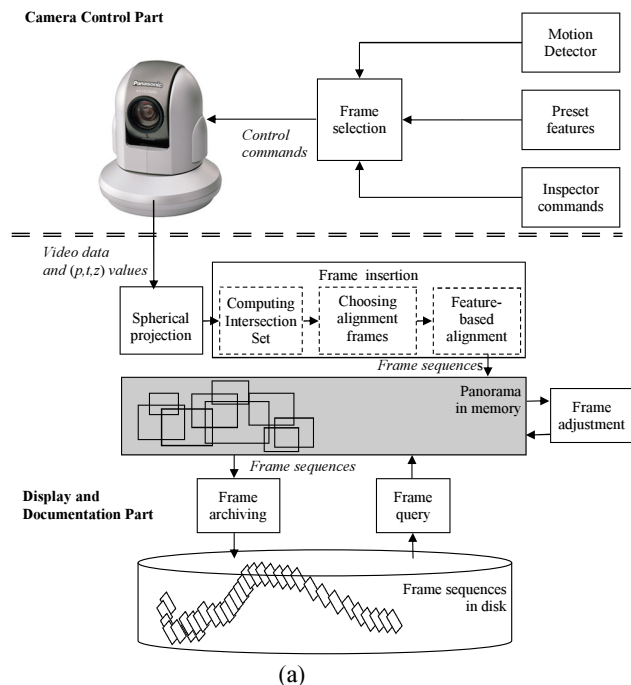 Camera Control Part
Motion
Detector
Panasonic
Frame
selection
Preset
features
Control
commands
Inspector
commands
Video data
and (p,t,z) values
Frame insertion
Spherical
projection
Computing
Intersection
Set
Choosing
alignment
frames
Feature-
based
alignment
Frame sequences
Panorama
in memory
Frame
adjustment
Frame sequences
Display and
Documentation Part
Frame
archiving
Frame
query
Frame sequences
in disk
(a)